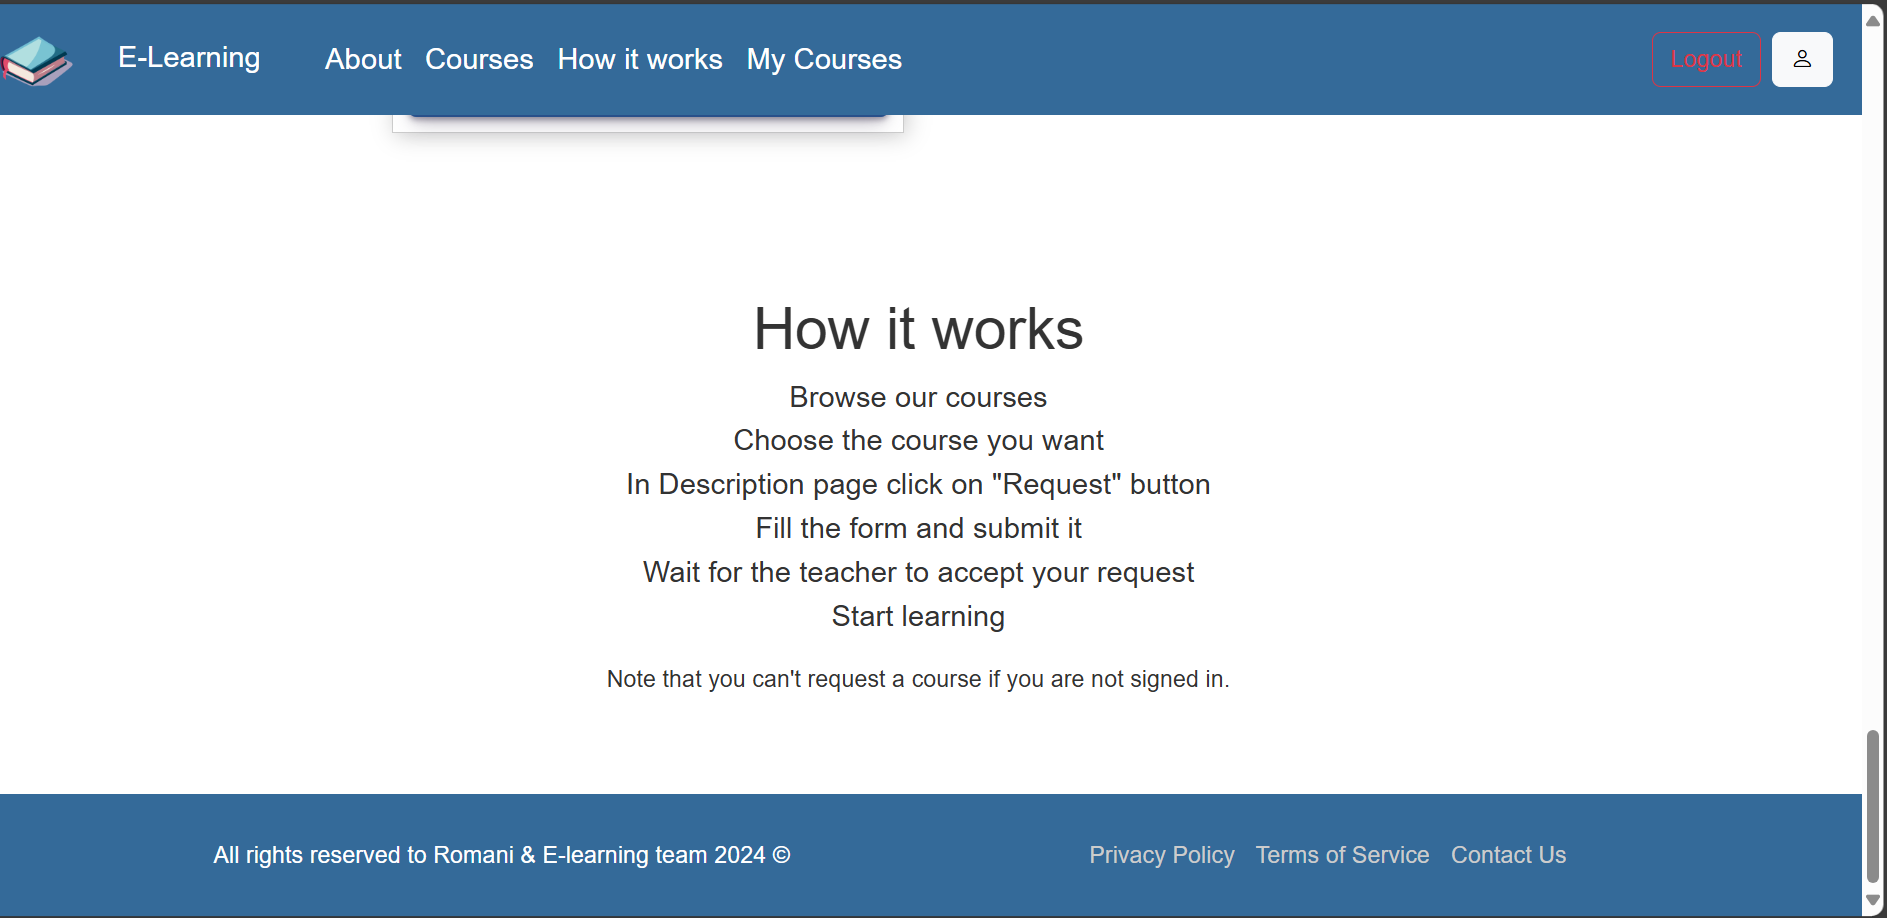 E-Learning About Courses How it works My Courses Logout
How it works
Browse our courses
Choose the course you want
In Description page click on "Request" button
Fill the form and submit it
Wait for the teacher to accept your request
Start learning
Note that you can't request a course if you are not signed in.
All rights reserved to Romani & E-learning team 2024 © Privacy Policy Terms of Service Contact Us